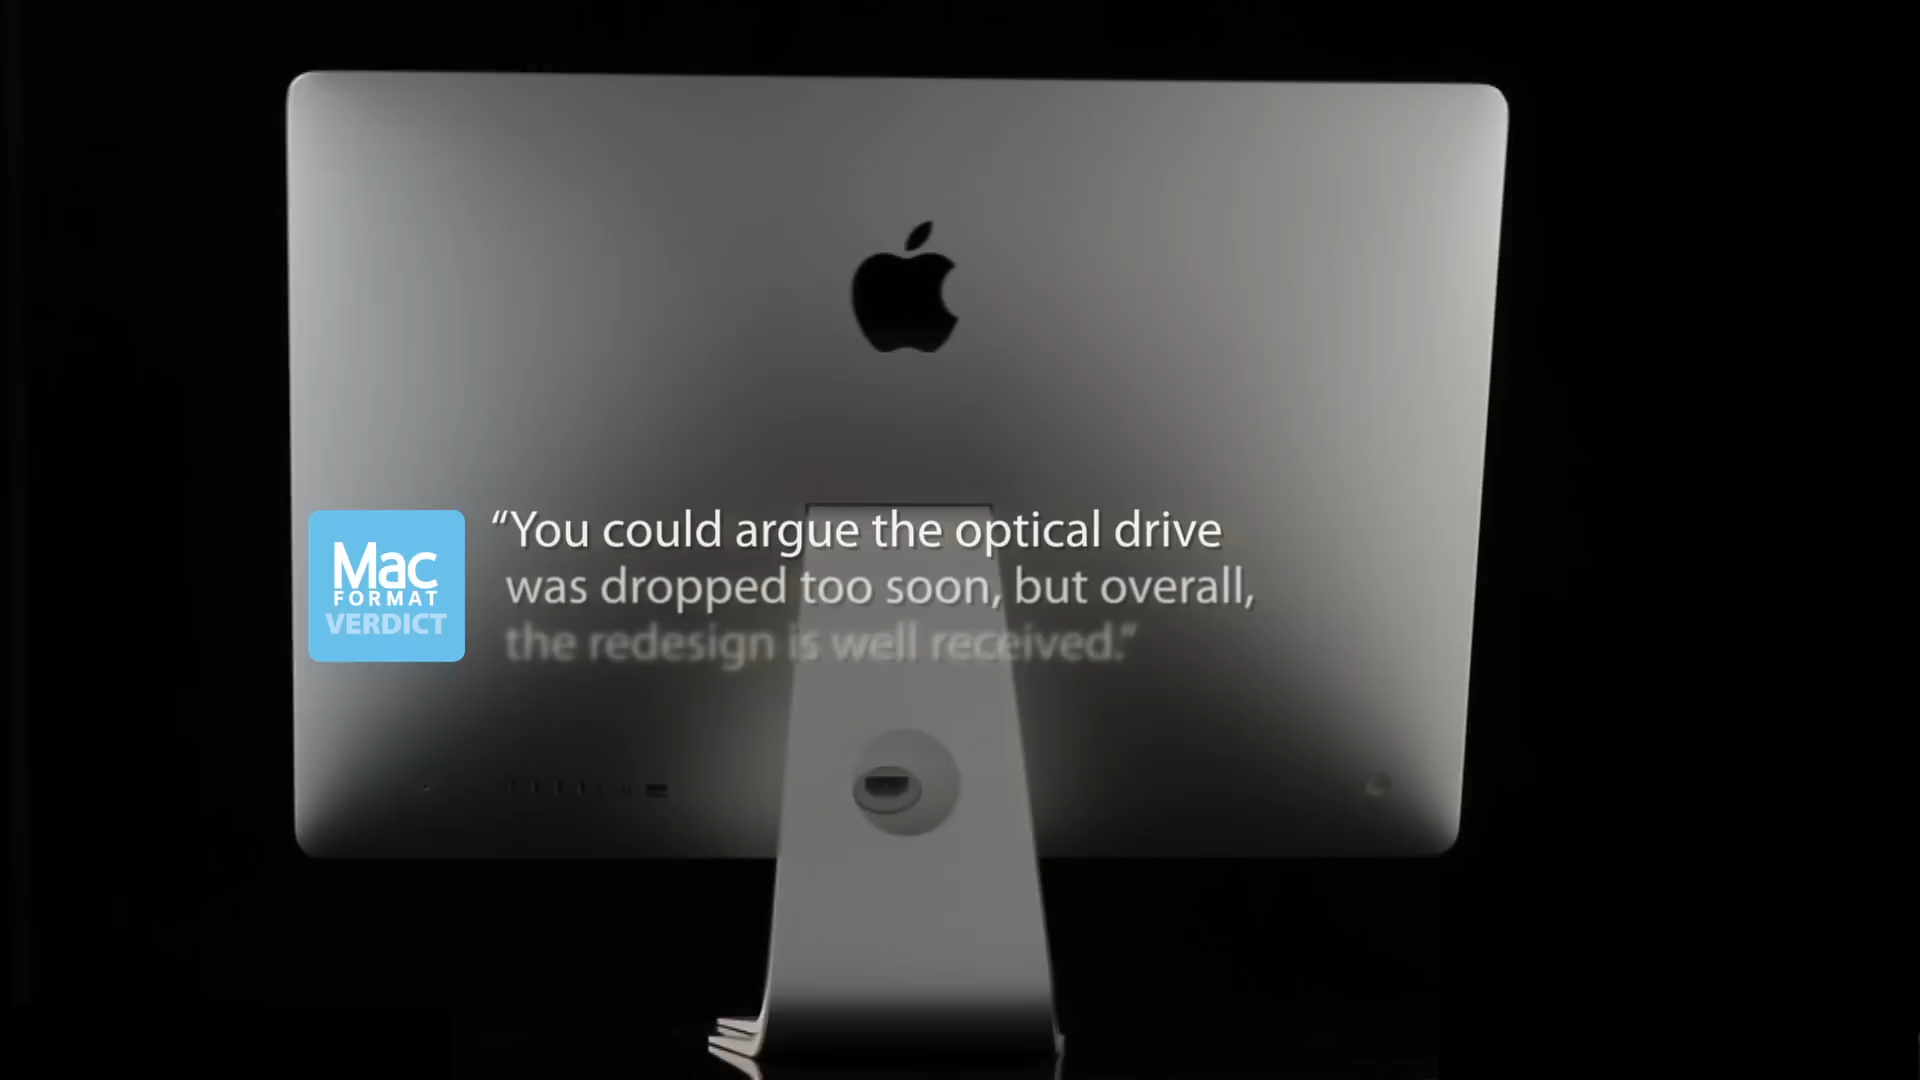 Mac
FORMAT
VERDICT
“You could argue the optical drive
was dropped too soon, but overall,
the redesign is well received.”